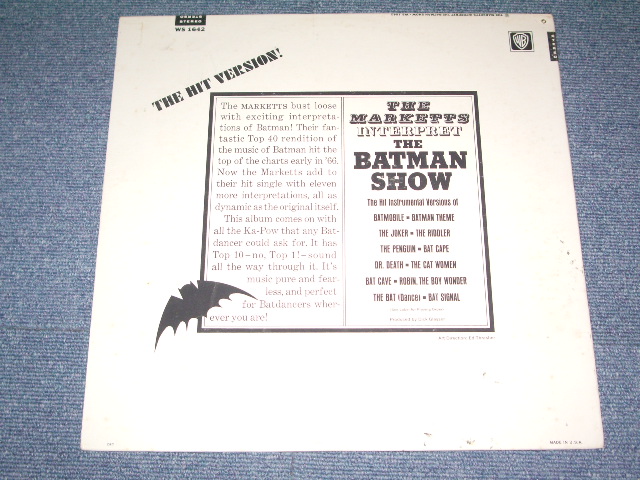 STEREO
WS 1642
WB
THE HIT VERSION!
The MARKETTS bust loose
with exciting interpreta-
tions of Batman! Their fan-
tastic Top 40 rendition of
the music of Batman hit the
top of the charts early in '66.
Now the Marketts add to
their hit single with eleven
more interpretations, all as
dynamic as the original itself.
This album comes on with
all the Ka-Pow that any Bat-
dancer could ask for. It has
Top 10—no, Top 1!—sound
all the way through it. It's
music pure and fear-
less, and perfect
for Batdancers wher-
ever you are!
THE
MARKETTS
INTERPRET
THE
BATMAN
SHOW
The Hit Instrumental Versions of
BATMOBILE • BATMAN THEME
THE JOKER • THE RIDDLER
THE PENGUIN • BAT CAPE
DR. DEATH • THE CAT WOMEN
BAT CAVE • ROBIN, THE BOY WONDER
THE BAT (Dance) • BAT SIGNAL
Produced by
MADE IN U.S.A.